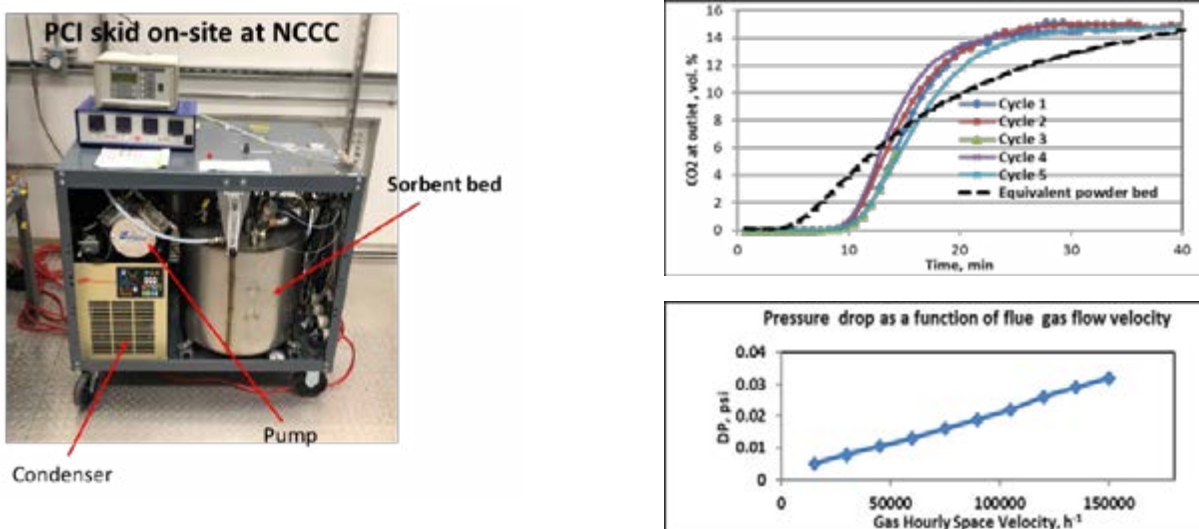 PCI skid on-site at NCCC
Sorbent bed
Pump
Condenser
16
14
12
10
8
6
4
2
0
CO2 at outlet, vol. %
Cycle 1
Cycle 2
Cycle 3
Cycle 4
Cycle 5
Equivalent powder bed
0 10 20 30 40
Time, min
Pressure drop as a function of flue gas flow velocity
0.04
0.03
0.02
0.01
0
DP, psi
0 50000 100000 150000
Gas Hourly Space Velocity, h⁻¹